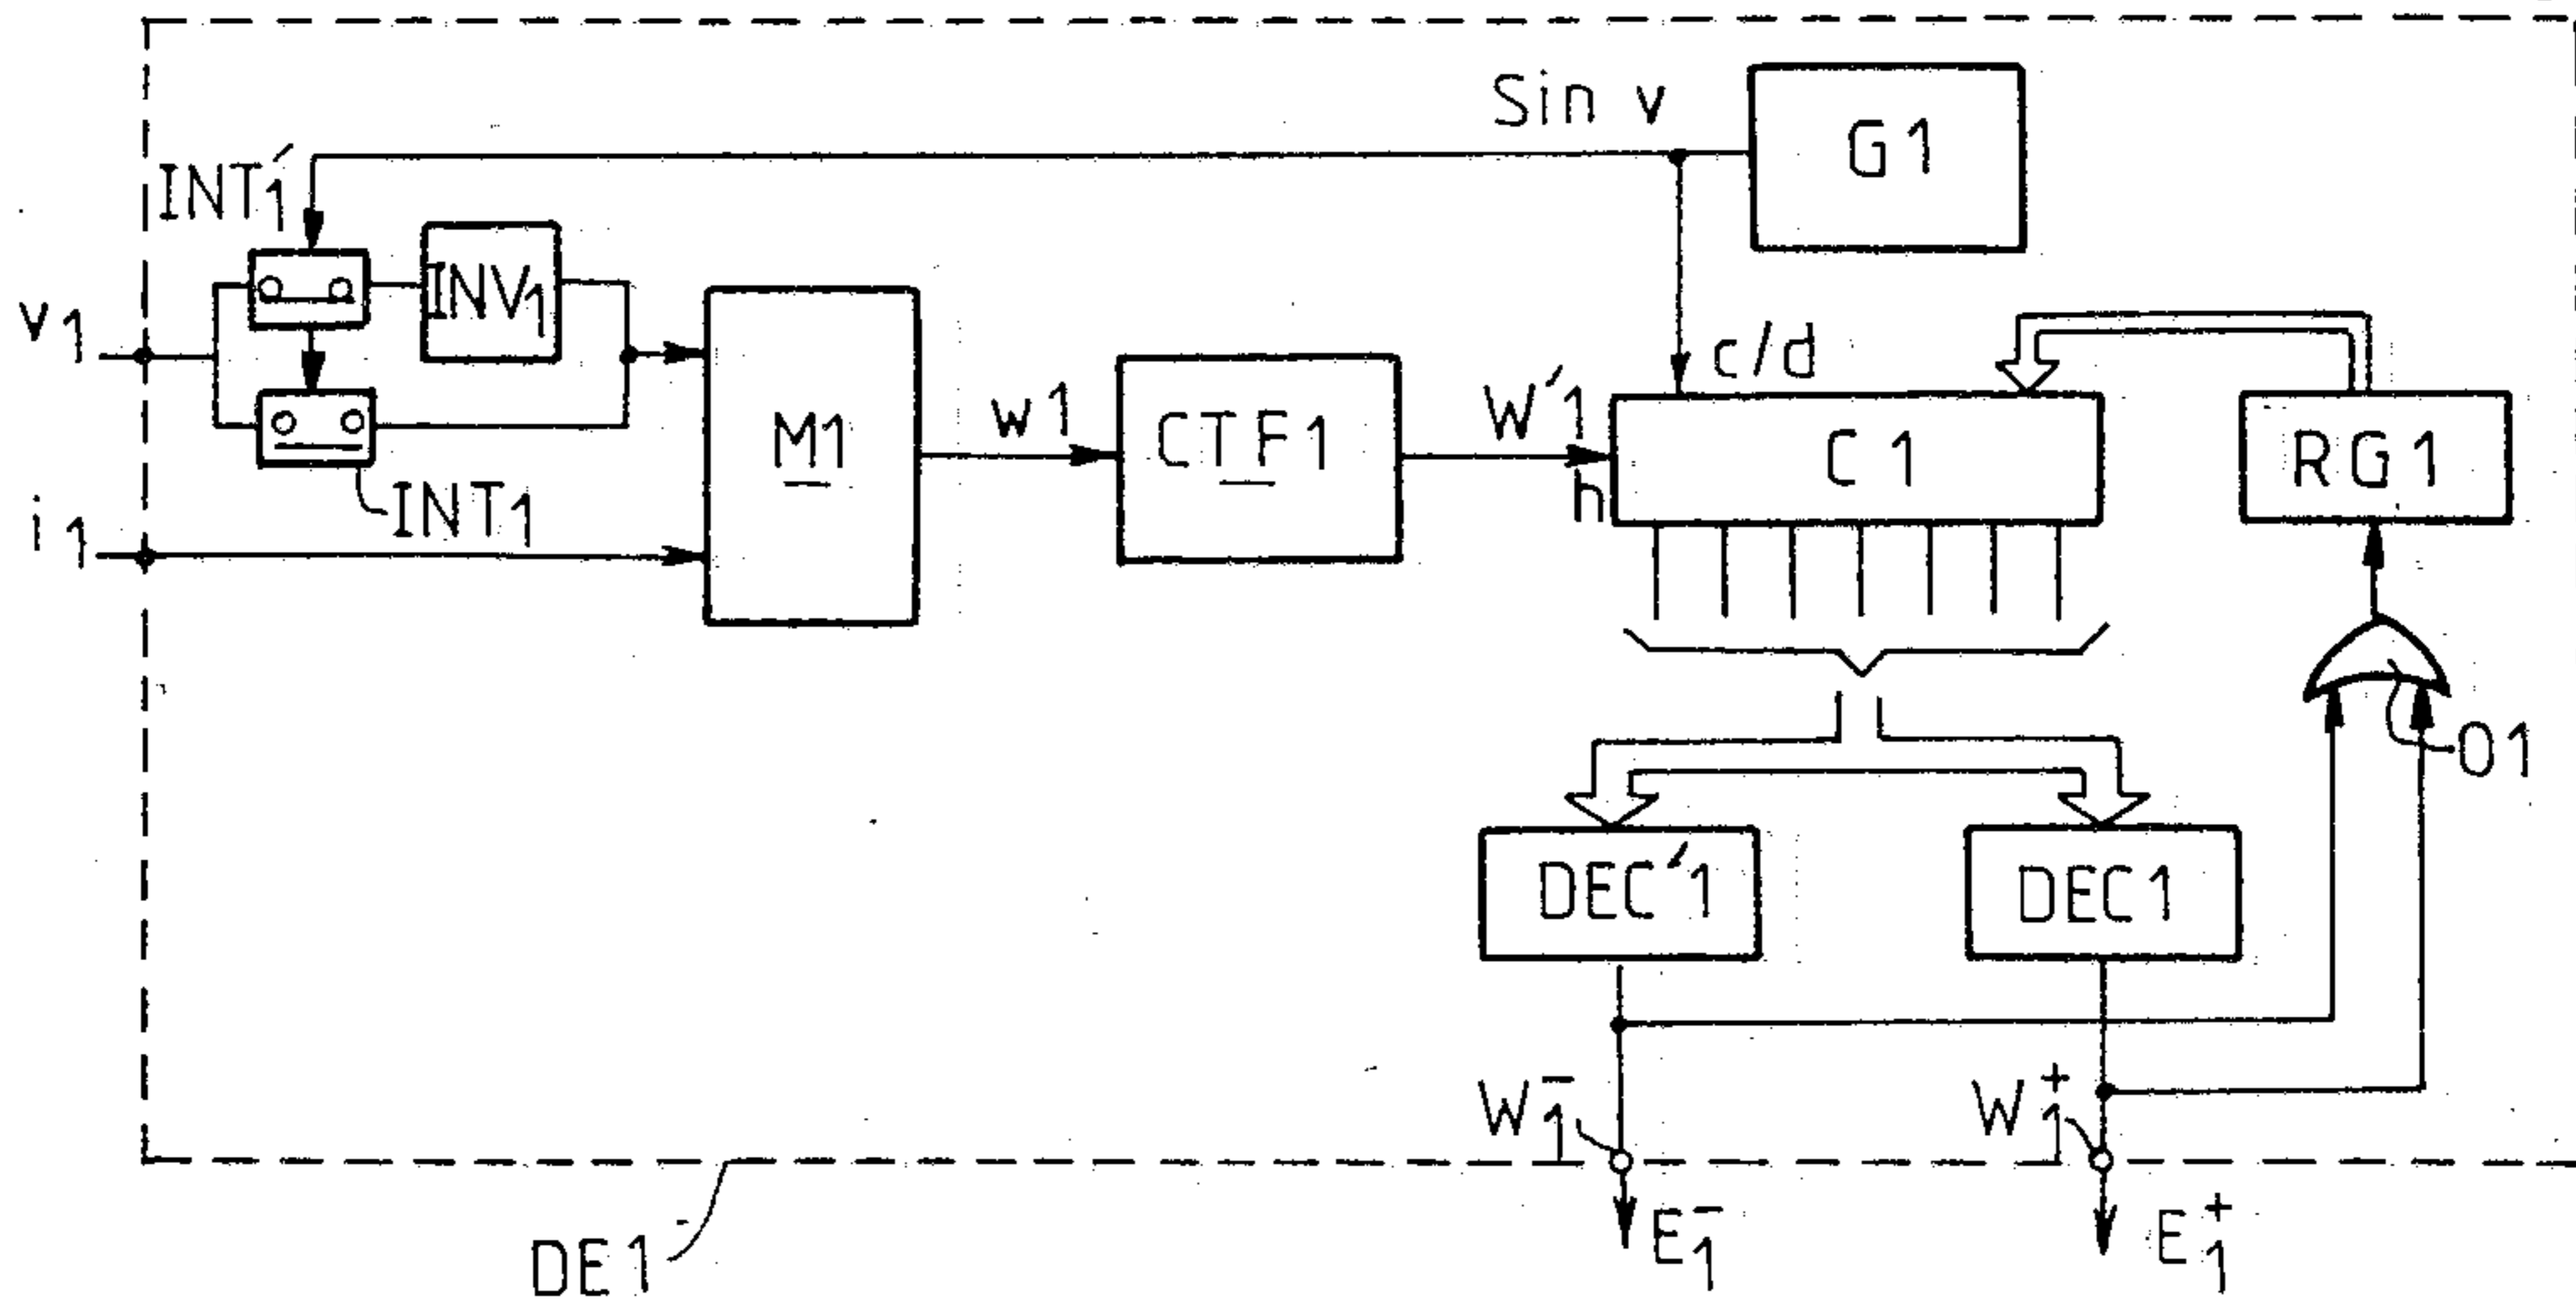 Sin v
G1
INT'1
INV1
v1
c/d
M1
w1
CTF1
W'1
h
C1
RG1
INT1
i1
O1
DEC'1
DEC1
W1-
W1+
E1-
E1+
DE1